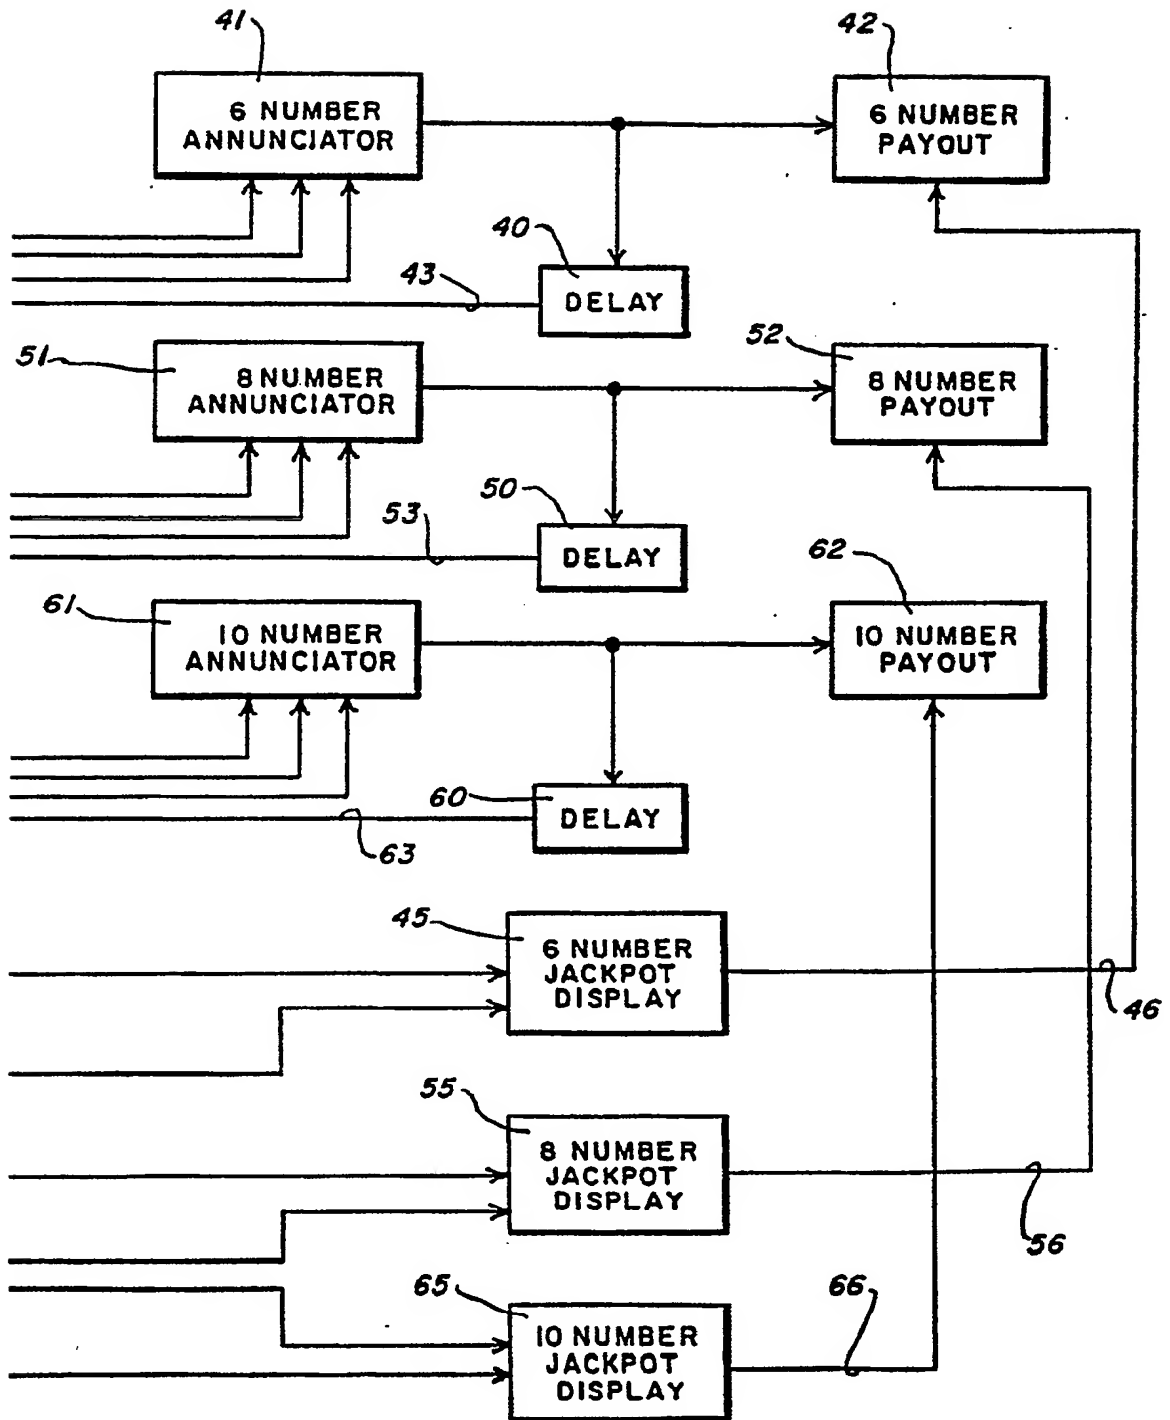 41
42
6 NUMBER
ANNUNCIATOR
6 NUMBER
PAYOUT
40
43
DELAY
51
52
8 NUMBER
ANNUNCIATOR
8 NUMBER
PAYOUT
50
53
DELAY
62
61
10 NUMBER
ANNUNCIATOR
10 NUMBER
PAYOUT
60
DELAY
63
45
6 NUMBER
JACKPOT
DISPLAY
46
55
8 NUMBER
JACKPOT
DISPLAY
56
65
66
10 NUMBER
JACKPOT
DISPLAY